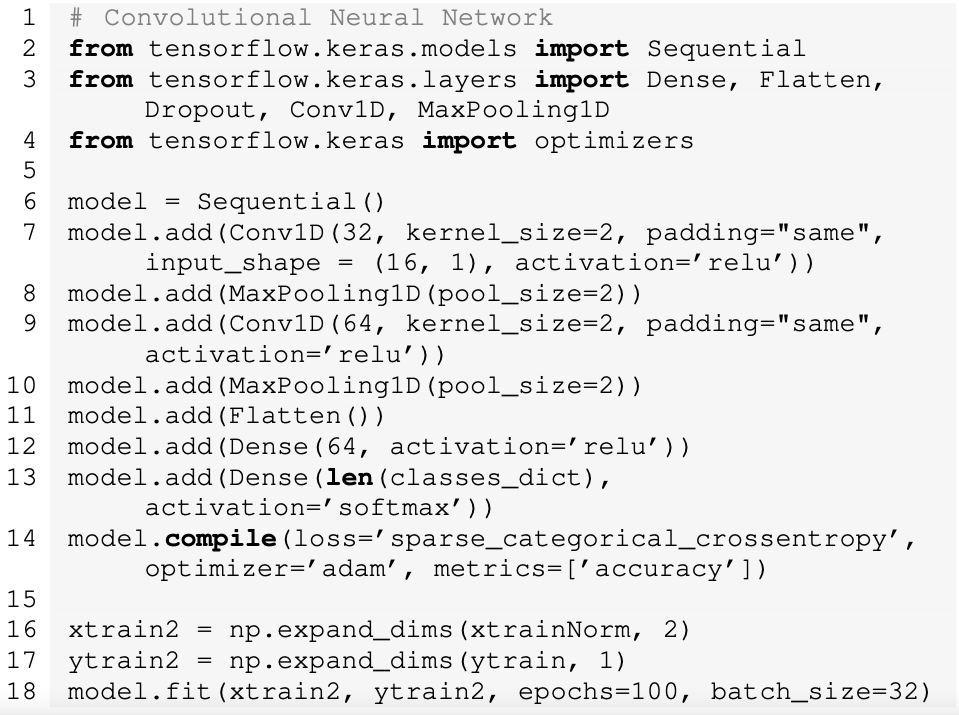 1 # Convolutional Neural Network
2 from tensorflow.keras.models import Sequential
3 from tensorflow.keras.layers import Dense, Flatten,
Dropout, Conv1D, MaxPooling1D
4 from tensorflow.keras import optimizers
5
6 model = Sequential()
7 model.add(Conv1D(32, kernel_size=2, padding="same",
input_shape = (16, 1), activation=’relu’))
8 model.add(MaxPooling1D(pool_size=2))
9 model.add(Conv1D(64, kernel_size=2, padding="same",
activation=’relu’))
10 model.add(MaxPooling1D(pool_size=2))
11 model.add(Flatten())
12 model.add(Dense(64, activation=’relu’))
13 model.add(Dense(len(classes_dict),
activation=’softmax’))
14 model.compile(loss=’sparse_categorical_crossentropy’,
optimizer=’adam’, metrics=[’accuracy’])
15
16 xtrain2 = np.expand_dims(xtrainNorm, 2)
17 ytrain2 = np.expand_dims(ytrain, 1)
18 model.fit(xtrain2, ytrain2, epochs=100, batch_size=32)